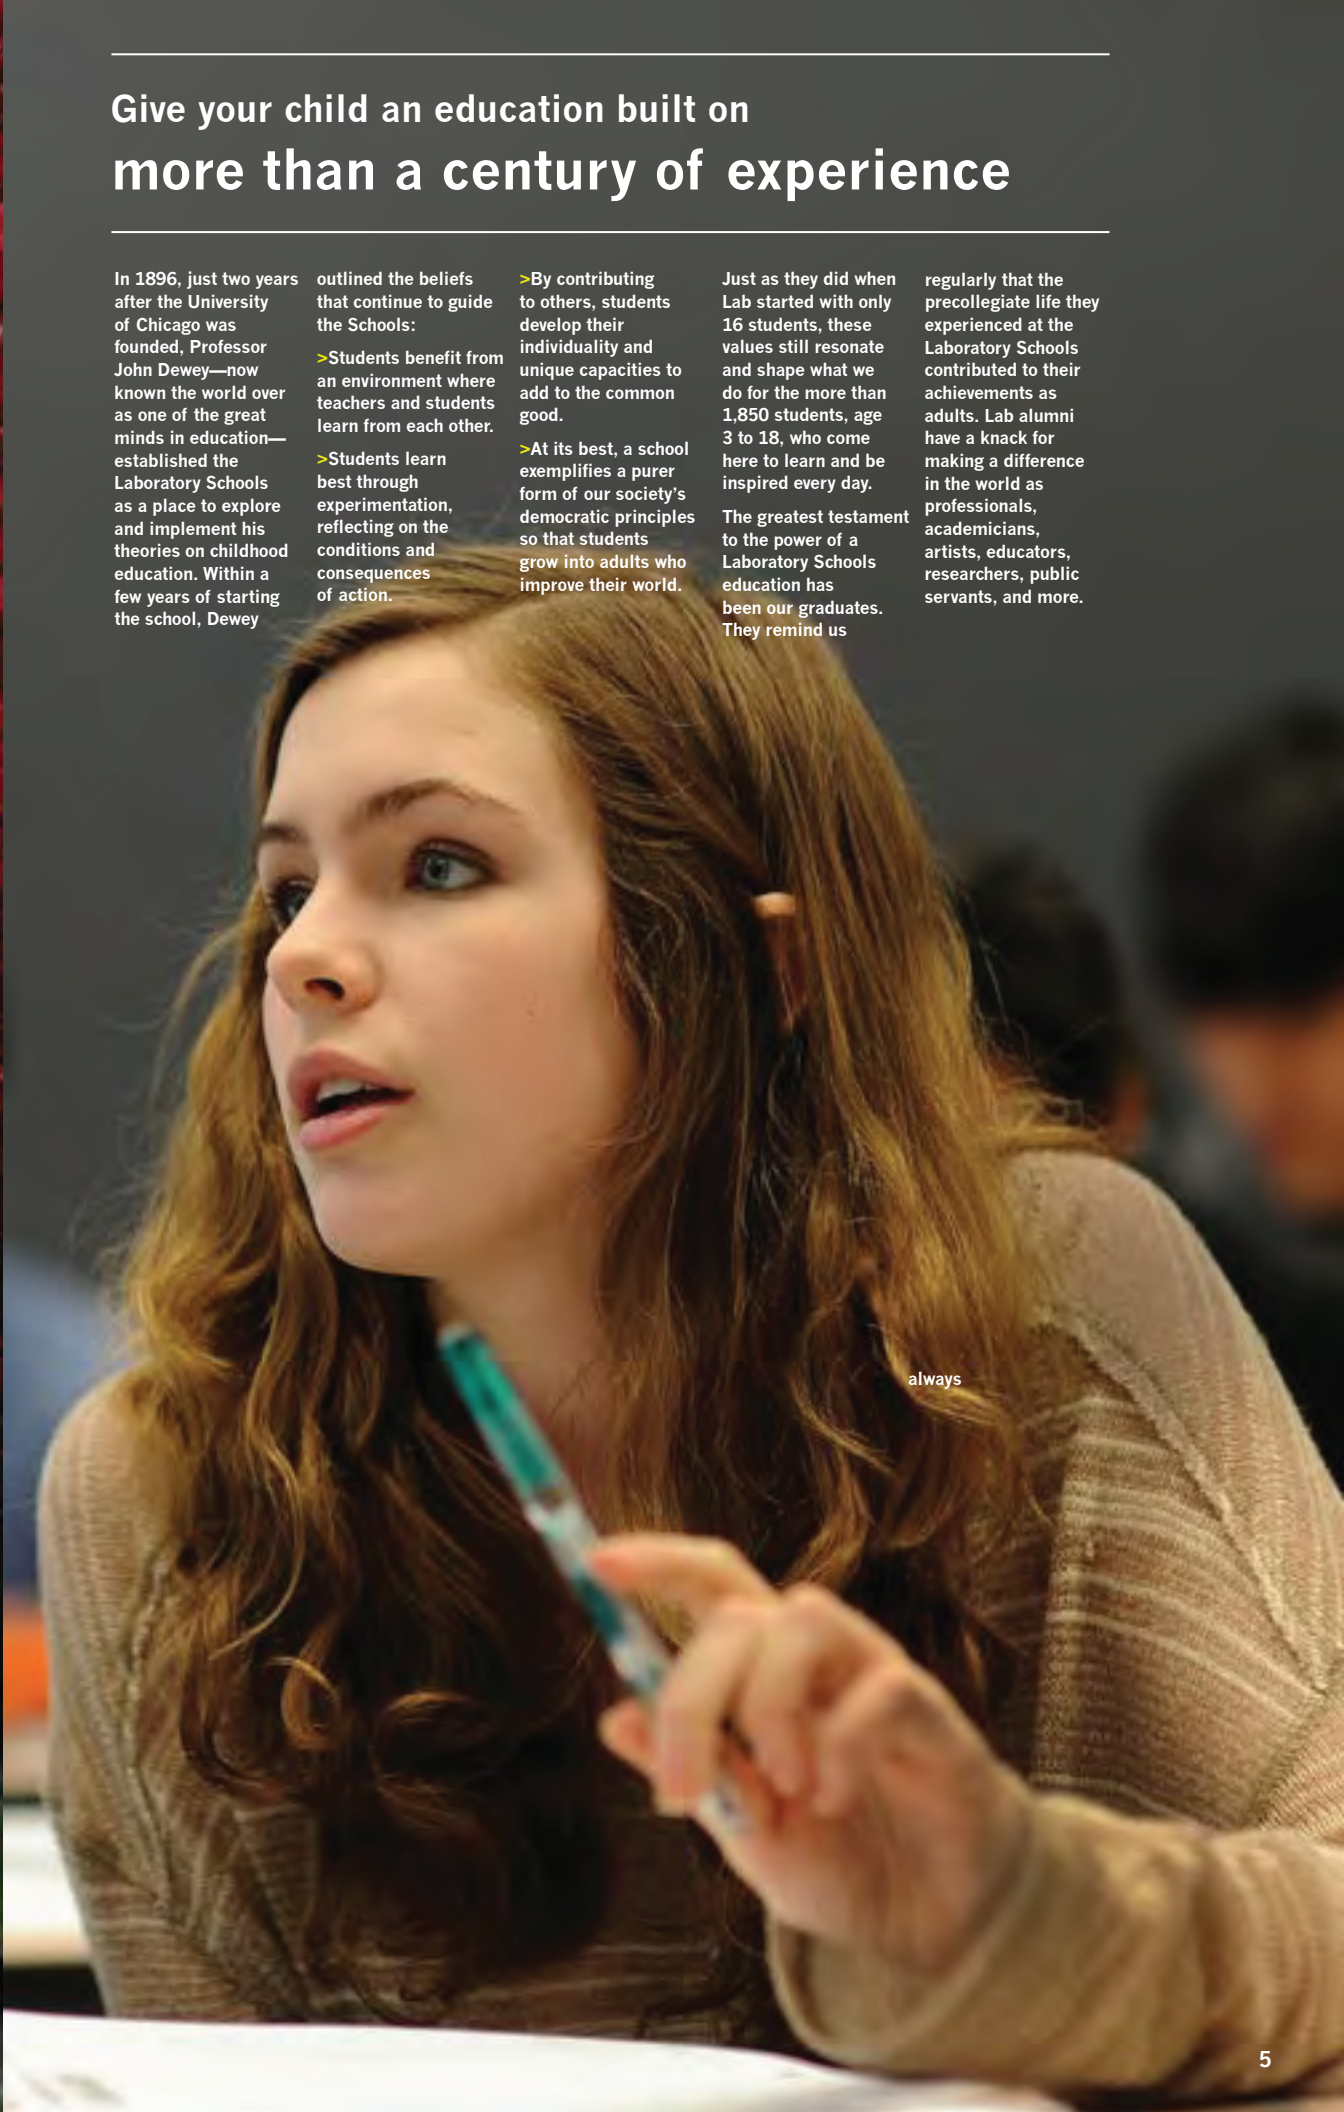 Give your child an education built on
more than a century of experience
In 1896, just two years
after the University
of Chicago was
founded, Professor
John Dewey—now
known the world over
as one of the great
minds in education—
established the
Laboratory Schools
as a place to explore
and implement his
theories on childhood
education. Within a
few years of starting
the school, Dewey
outlined the beliefs
that continue to guide
the Schools:
>Students benefit from
an environment where
teachers and students
learn from each other.
>Students learn
best through
experimentation,
reflecting on the
conditions and
consequences
of action.
>By contributing
to others, students
develop their
individuality and
unique capacities to
add to the common
good.
>At its best, a school
exemplifies a purer
form of our society’s
democratic principles
so that students
grow into adults who
improve their world.
Just as they did when
Lab started with only
16 students, these
values still resonate
and shape what we
do for the more than
1,850 students, age
3 to 18, who come
here to learn and be
inspired every day.
The greatest testament
to the power of a
Laboratory Schools
education has
been our graduates.
They remind us
regularly that the
precollegiate life they
experienced at the
Laboratory Schools
contributed to their
achievements as
adults. Lab alumni
have a knack for
making a difference
in the world as
professionals,
academicians,
artists, educators,
researchers, public
servants, and more.
always
5